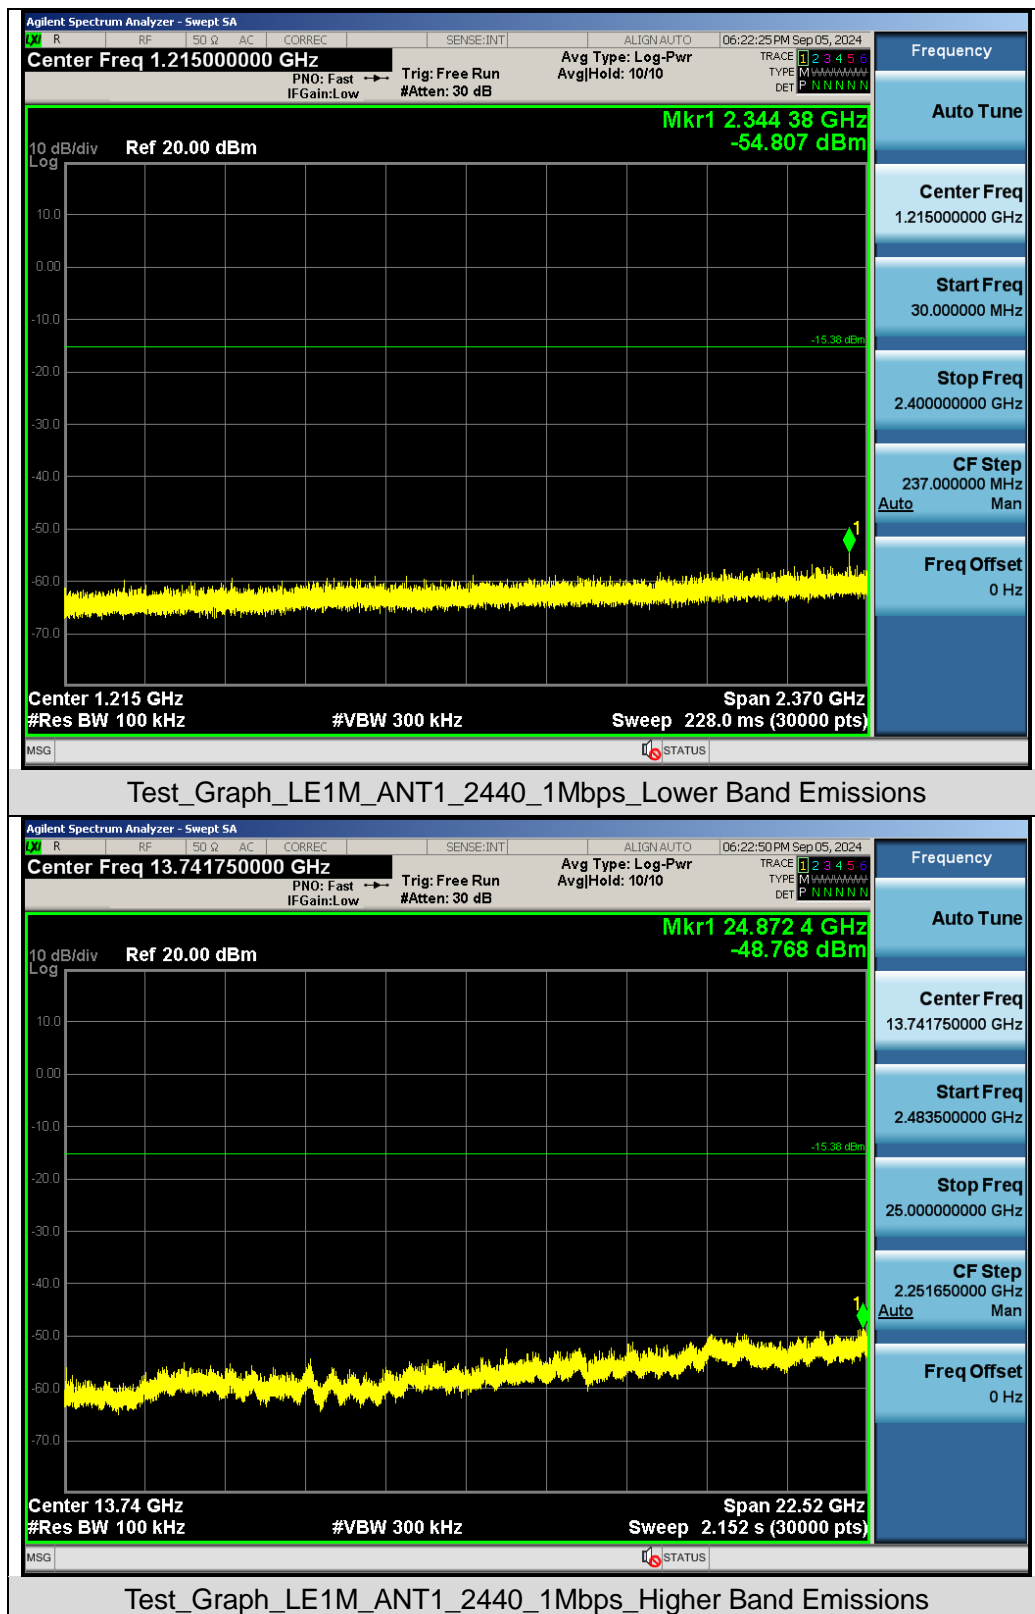 Agilent Spectrum Analyzer - Swept SA
LXI R RF 50 Ω AC CORREC SENSE:INT ALIGN AUTO 06:22:25 PM Sep 05, 2024
Center Freq 1.215000000 GHz
PNO: Fast
IFGain:Low
Trig: Free Run
#Atten: 30 dB
Avg Type: Log-Pwr
Avg|Hold: 10/10
TRACE 1 2 3 4 5 6
TYPE M
DET P N N N N N
Mkr1 2.344 38 GHz
-54.807 dBm
10 dB/div Ref 20.00 dBm
Log
10.0
0.00
-10.0
-15.38 dBm
-20.0
-30.0
-40.0
-50.0
1
-60.0
-70.0
Center 1.215 GHz Span 2.370 GHz
#Res BW 100 kHz #VBW 300 kHz Sweep 228.0 ms (30000 pts)
MSG STATUS
Frequency
Auto Tune
Center Freq
1.215000000 GHz
Start Freq
30.000000 MHz
Stop Freq
2.400000000 GHz
CF Step
237.000000 MHz
Auto Man
Freq Offset
0 Hz
Test_Graph_LE1M_ANT1_2440_1Mbps_Lower Band Emissions
Agilent Spectrum Analyzer - Swept SA
LXI R RF 50 Ω AC CORREC SENSE:INT ALIGN AUTO 06:22:50 PM Sep 05, 2024
Center Freq 13.741750000 GHz
PNO: Fast
IFGain:Low
Trig: Free Run
#Atten: 30 dB
Avg Type: Log-Pwr
Avg|Hold: 10/10
TRACE 1 2 3 4 5 6
TYPE M
DET P N N N N N
Mkr1 24.872 4 GHz
-48.768 dBm
10 dB/div Ref 20.00 dBm
Log
10.0
0.00
-10.0
-15.38 dBm
-20.0
-30.0
-40.0
1
-50.0
-60.0
-70.0
Center 13.74 GHz Span 22.52 GHz
#Res BW 100 kHz #VBW 300 kHz Sweep 2.152 s (30000 pts)
MSG STATUS
Frequency
Auto Tune
Center Freq
13.741750000 GHz
Start Freq
2.483500000 GHz
Stop Freq
25.000000000 GHz
CF Step
2.251650000 GHz
Auto Man
Freq Offset
0 Hz
Test_Graph_LE1M_ANT1_2440_1Mbps_Higher Band Emissions